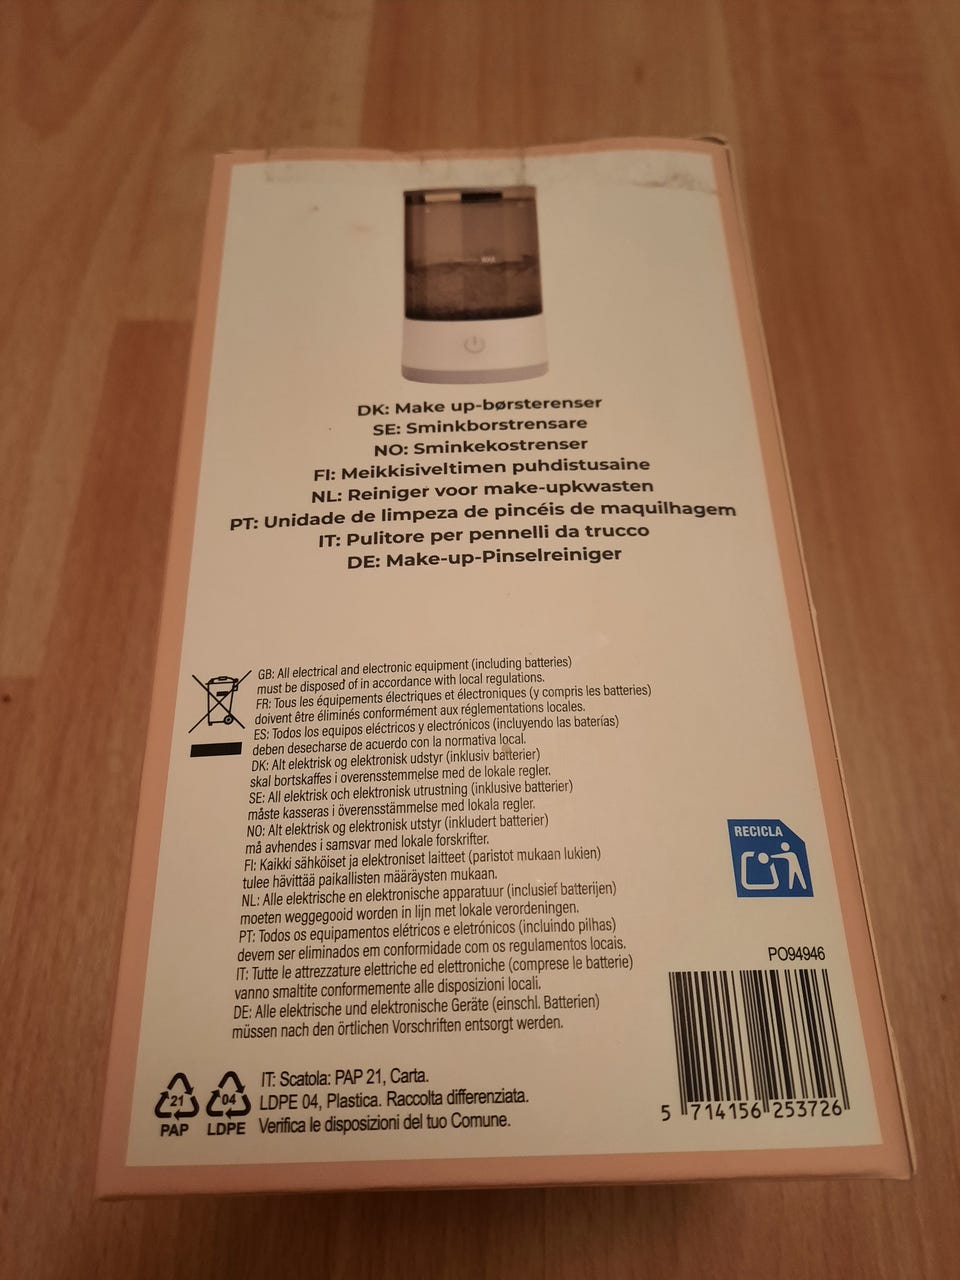 MAX
DK: Make up-børsterenser
SE: Sminkborstrensare
NO: Sminkekostrenser
FI: Meikkisiveltimen puhdistusaine
NL: Reiniger voor make-upkwasten
PT: Unidade de limpeza de pincéis de maquilhagem
IT: Pulitore per pennelli da trucco
DE: Make-up-Pinselreiniger
GB: All electrical and electronic equipment (including batteries)
must be disposed of in accordance with local regulations.
FR: Tous les équipements électriques et électroniques (y compris les batteries)
doivent être éliminés conformément aux réglementations locales.
ES: Todos los equipos eléctricos y electrónicos (incluyendo las baterías)
deben desecharse de acuerdo con la normativa local.
DK: Alt elektrisk og elektronisk udstyr (inklusiv batterier)
skal bortskaffes i overensstemmelse med de lokale regler.
SE: All elektrisk och elektronisk utrustning (inklusive batterier)
måste kasseras i överensstämmelse med lokala regler.
NO: Alt elektrisk og elektronisk utstyr (inkludert batterier)
må avhendes i samsvar med lokale forskrifter.
FI: Kaikki sähköiset ja elektroniset laitteet (paristot mukaan lukien)
tulee hävittää paikallisten määräysten mukaan.
NL: Alle elektrische en elektronische apparatuur (inclusief batterijen)
moeten weggegooid worden in lijn met lokale verordeningen.
PT: Todos os equipamentos elétricos e eletrónicos (incluindo pilhas)
devem ser eliminados em conformidade com os regulamentos locais.
IT: Tutte le attrezzature elettriche ed elettroniche (comprese le batterie)
vanno smaltite conformemente alle disposizioni locali.
DE: Alle elektrische und elektronische Geräte (einschl. Batterien)
müssen nach den örtlichen Vorschriften entsorgt werden.
RECICLA
PO94946
5 714156 253726
21
PAP
04
LDPE
IT: Scatola: PAP 21, Carta.
LDPE 04, Plastica. Raccolta differenziata.
Verifica le disposizioni del tuo Comune.